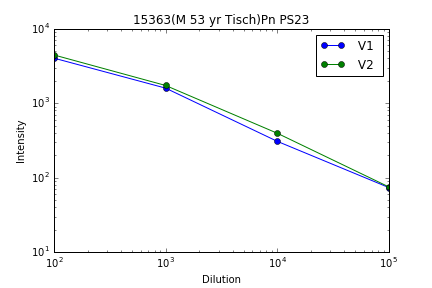 15363(M 53 yr Tisch)Pn PS23
10^4
10^3
10^2
10^1
Intensity
V1
V2
10^2 10^3 10^4 10^5
Dilution